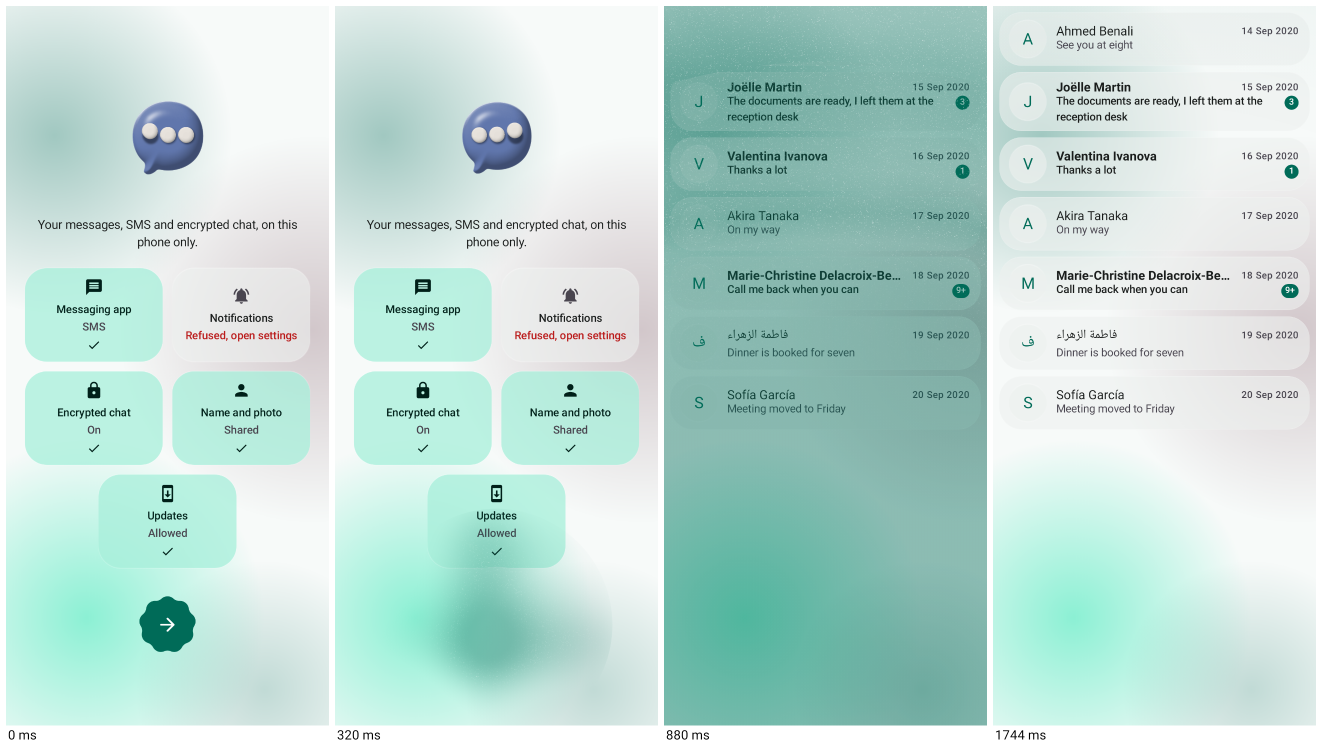 Your messages, SMS and encrypted chat, on this
phone only.
Messaging app
SMS
Notifications
Refused, open settings
Encrypted chat
On
Name and photo
Shared
Updates
Allowed
0 ms
Your messages, SMS and encrypted chat, on this
phone only.
Messaging app
SMS
Notifications
Refused, open settings
Encrypted chat
On
Name and photo
Shared
Updates
Allowed
320 ms
J
Joëlle Martin
15 Sep 2020
The documents are ready, I left them at the
3
reception desk
V
Valentina Ivanova
16 Sep 2020
Thanks a lot
1
A
Akira Tanaka
17 Sep 2020
On my way
M
Marie-Christine Delacroix-Be...
18 Sep 2020
Call me back when you can
9+
ف
فاطمة الزهراء
19 Sep 2020
Dinner is booked for seven
S
Sofía García
20 Sep 2020
Meeting moved to Friday
880 ms
A
Ahmed Benali
14 Sep 2020
See you at eight
J
Joëlle Martin
15 Sep 2020
The documents are ready, I left them at the
3
reception desk
V
Valentina Ivanova
16 Sep 2020
Thanks a lot
1
A
Akira Tanaka
17 Sep 2020
On my way
M
Marie-Christine Delacroix-Be...
18 Sep 2020
Call me back when you can
9+
ف
فاطمة الزهراء
19 Sep 2020
Dinner is booked for seven
S
Sofía García
20 Sep 2020
Meeting moved to Friday
1744 ms